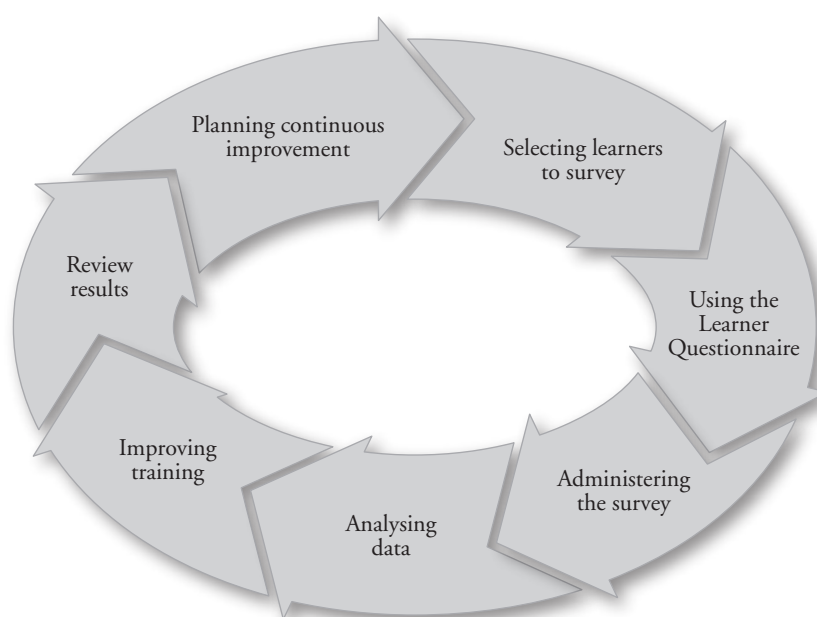 Planning continuous
improvement
Selecting learners
to survey
Using the
Learner
Questionnaire
Administering
the survey
Analysing
data
Improving
training
Review
results